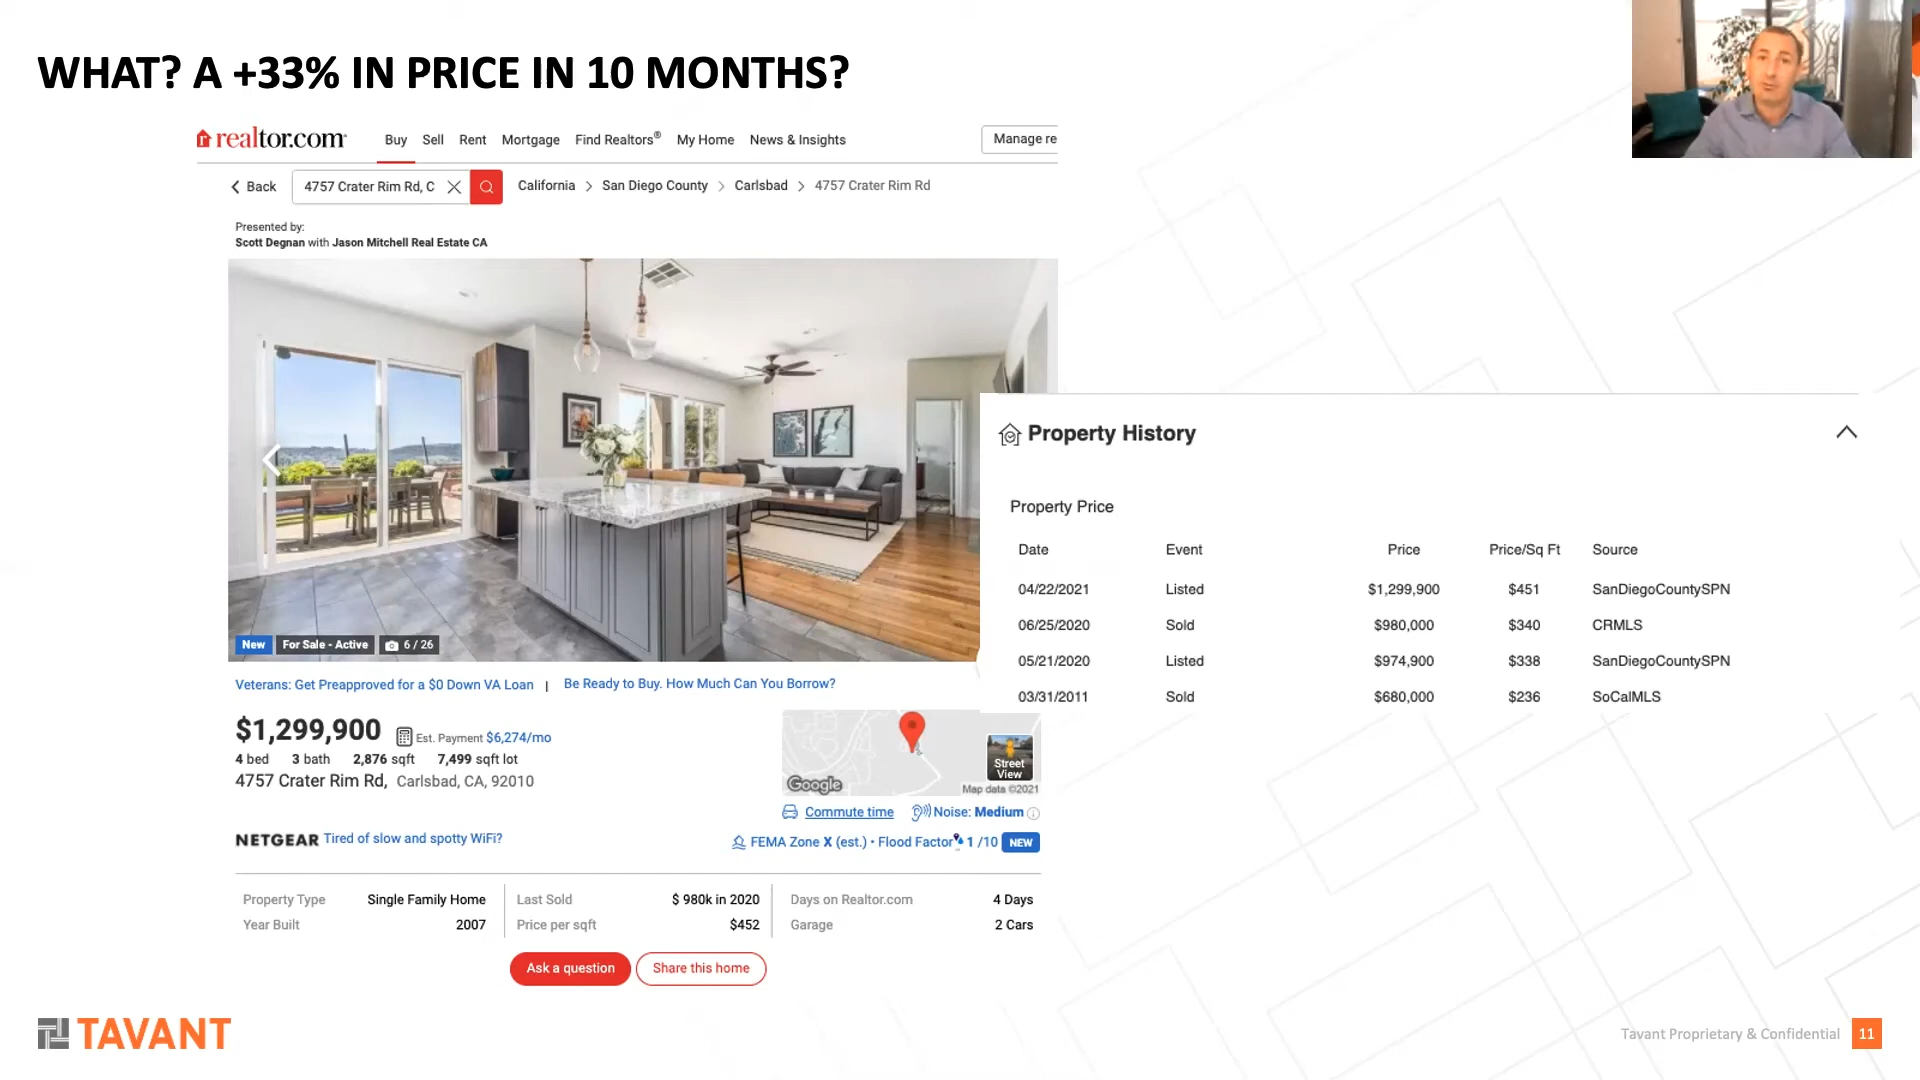 WHAT? A +33% IN PRICE IN 10 MONTHS?
realtor.com®
Buy Sell Rent Mortgage Find Realtors® My Home News & Insights
Manage re
Back
4757 Crater Rim Rd, C
California > San Diego County > Carlsbad > 4757 Crater Rim Rd
Presented by:
Scott Degnan with Jason Mitchell Real Estate CA
New
For Sale - Active
6 / 26
Veterans: Get Preapproved for a $0 Down VA Loan | Be Ready to Buy. How Much Can You Borrow?
$1,299,900
Est. Payment $6,274/mo
4 bed 3 bath 2,876 sqft 7,499 sqft lot
4757 Crater Rim Rd, Carlsbad, CA, 92010
Google
Street
View
Map data ©2021
Commute time
Noise: Medium
NETGEAR Tired of slow and spotty WiFi?
FEMA Zone X (est.) • Flood Factor 1 /10 NEW
Property Type Single Family Home
Year Built 2007
Last Sold $ 980k in 2020
Price per sqft $452
Days on Realtor.com 4 Days
Garage 2 Cars
Ask a question
Share this home
Property History
Property Price
Date Event Price Price/Sq Ft Source
04/22/2021 Listed $1,299,900 $451 SanDiegoCountySPN
06/25/2020 Sold $980,000 $340 CRMLS
05/21/2020 Listed $974,900 $338 SanDiegoCountySPN
03/31/2011 Sold $680,000 $236 SoCalMLS
TAVANT
Tavant Proprietary & Confidential
11